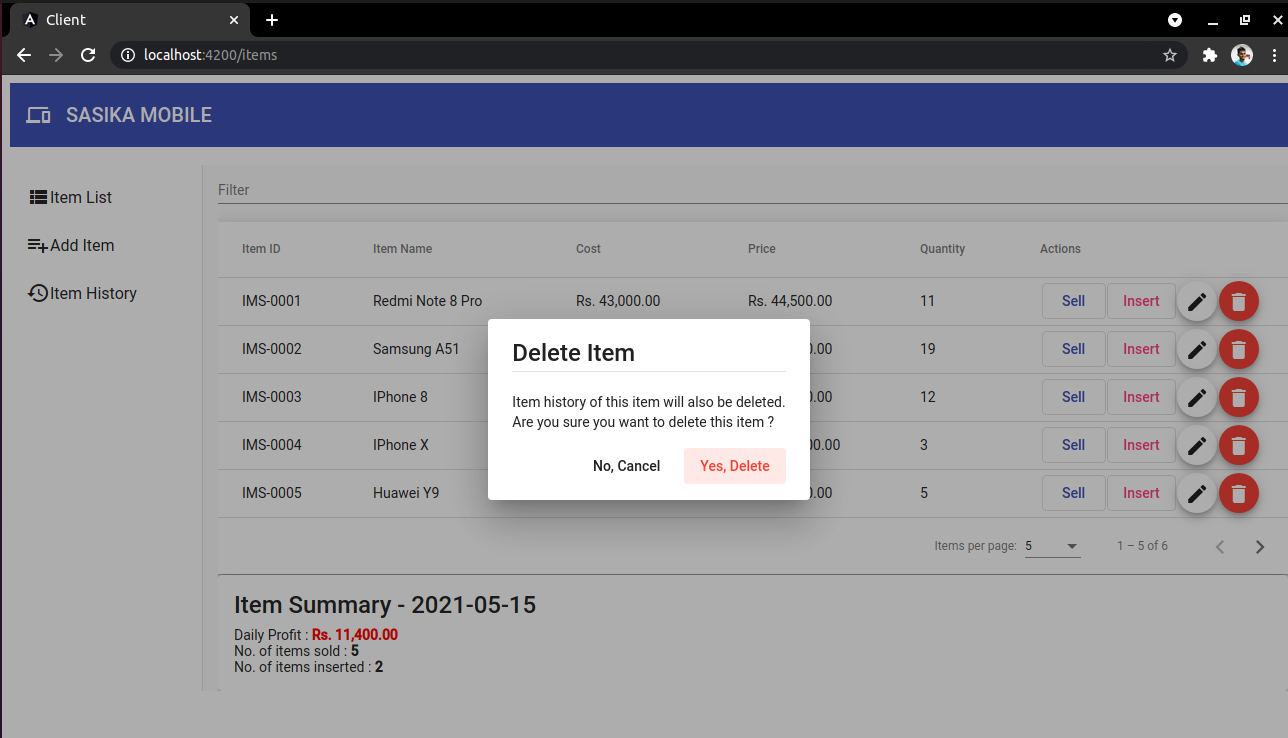 Client
localhost:4200/items
SASIKA MOBILE
Item List
Add Item
Item History
Filter
Item ID Item Name Cost Price Quantity Actions
IMS-0001 Redmi Note 8 Pro Rs. 43,000.00 Rs. 44,500.00 11 Sell Insert
IMS-0002 Samsung A51 0.00 19 Sell Insert
IMS-0003 IPhone 8 0.00 12 Sell Insert
IMS-0004 IPhone X 00.00 3 Sell Insert
IMS-0005 Huawei Y9 0.00 5 Sell Insert
Delete Item
Item history of this item will also be deleted.
Are you sure you want to delete this item ?
No, Cancel Yes, Delete
Items per page: 5 1 – 5 of 6
Item Summary - 2021-05-15
Daily Profit : Rs. 11,400.00
No. of items sold : 5
No. of items inserted : 2